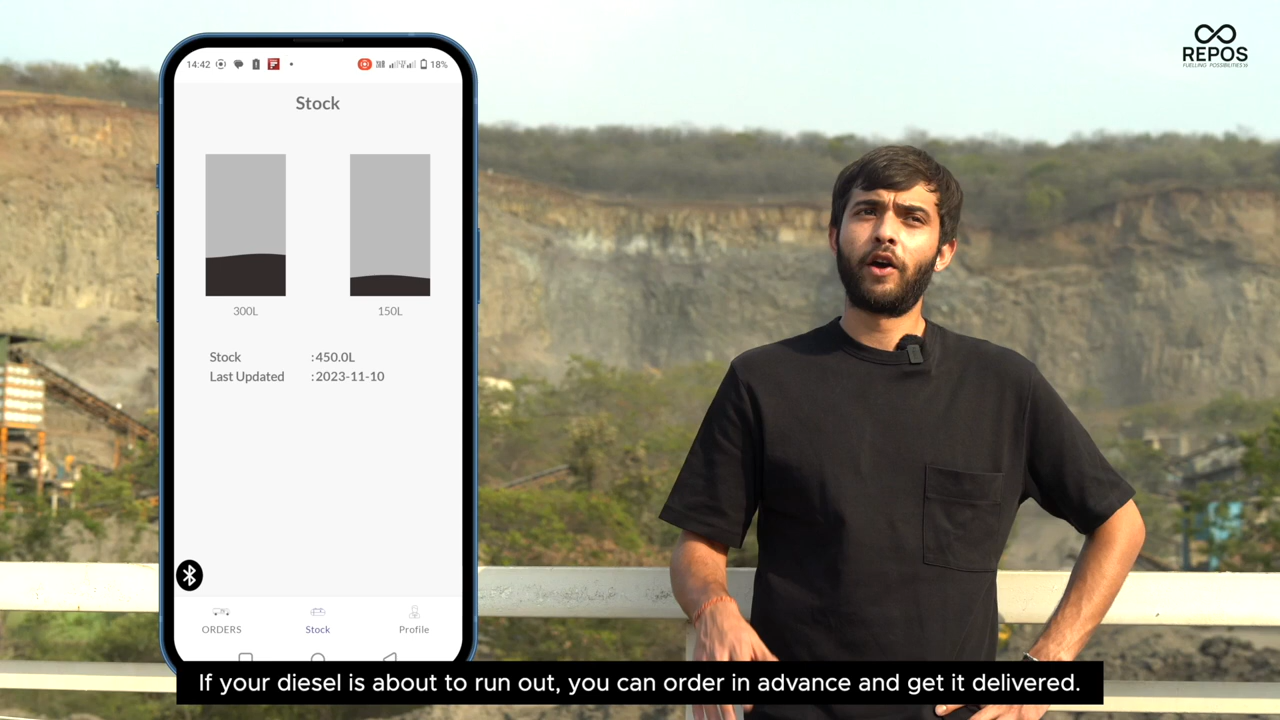 14:42
18%
Stock
300L
150L
Stock :450.0L
Last Updated :2023-11-10
ORDERS
Stock
Profile
REPOS
FUELLING POSSIBILITIES
If your diesel is about to run out, you can order in advance and get it delivered.